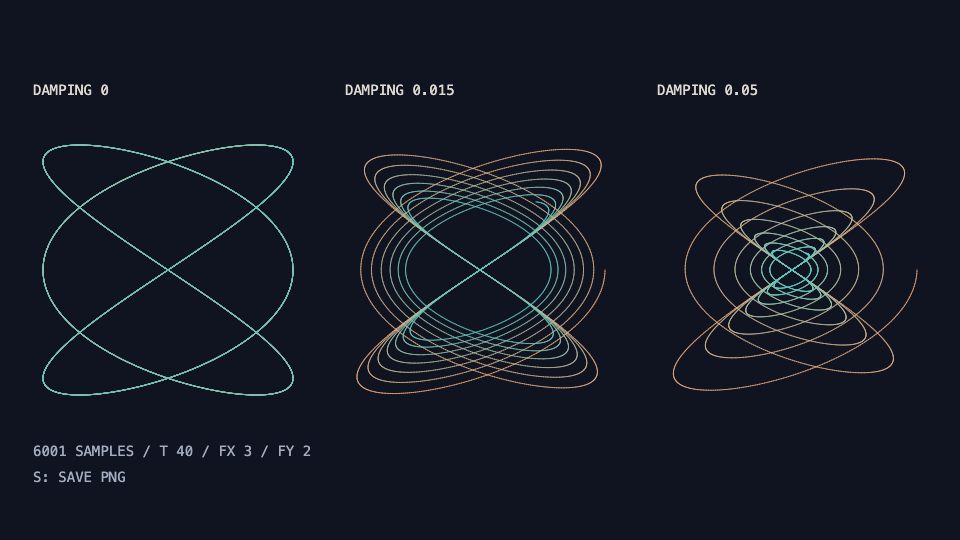 DAMPING 0
DAMPING 0.015
DAMPING 0.05
6001 SAMPLES / T 40 / FX 3 / FY 2
S: SAVE PNG